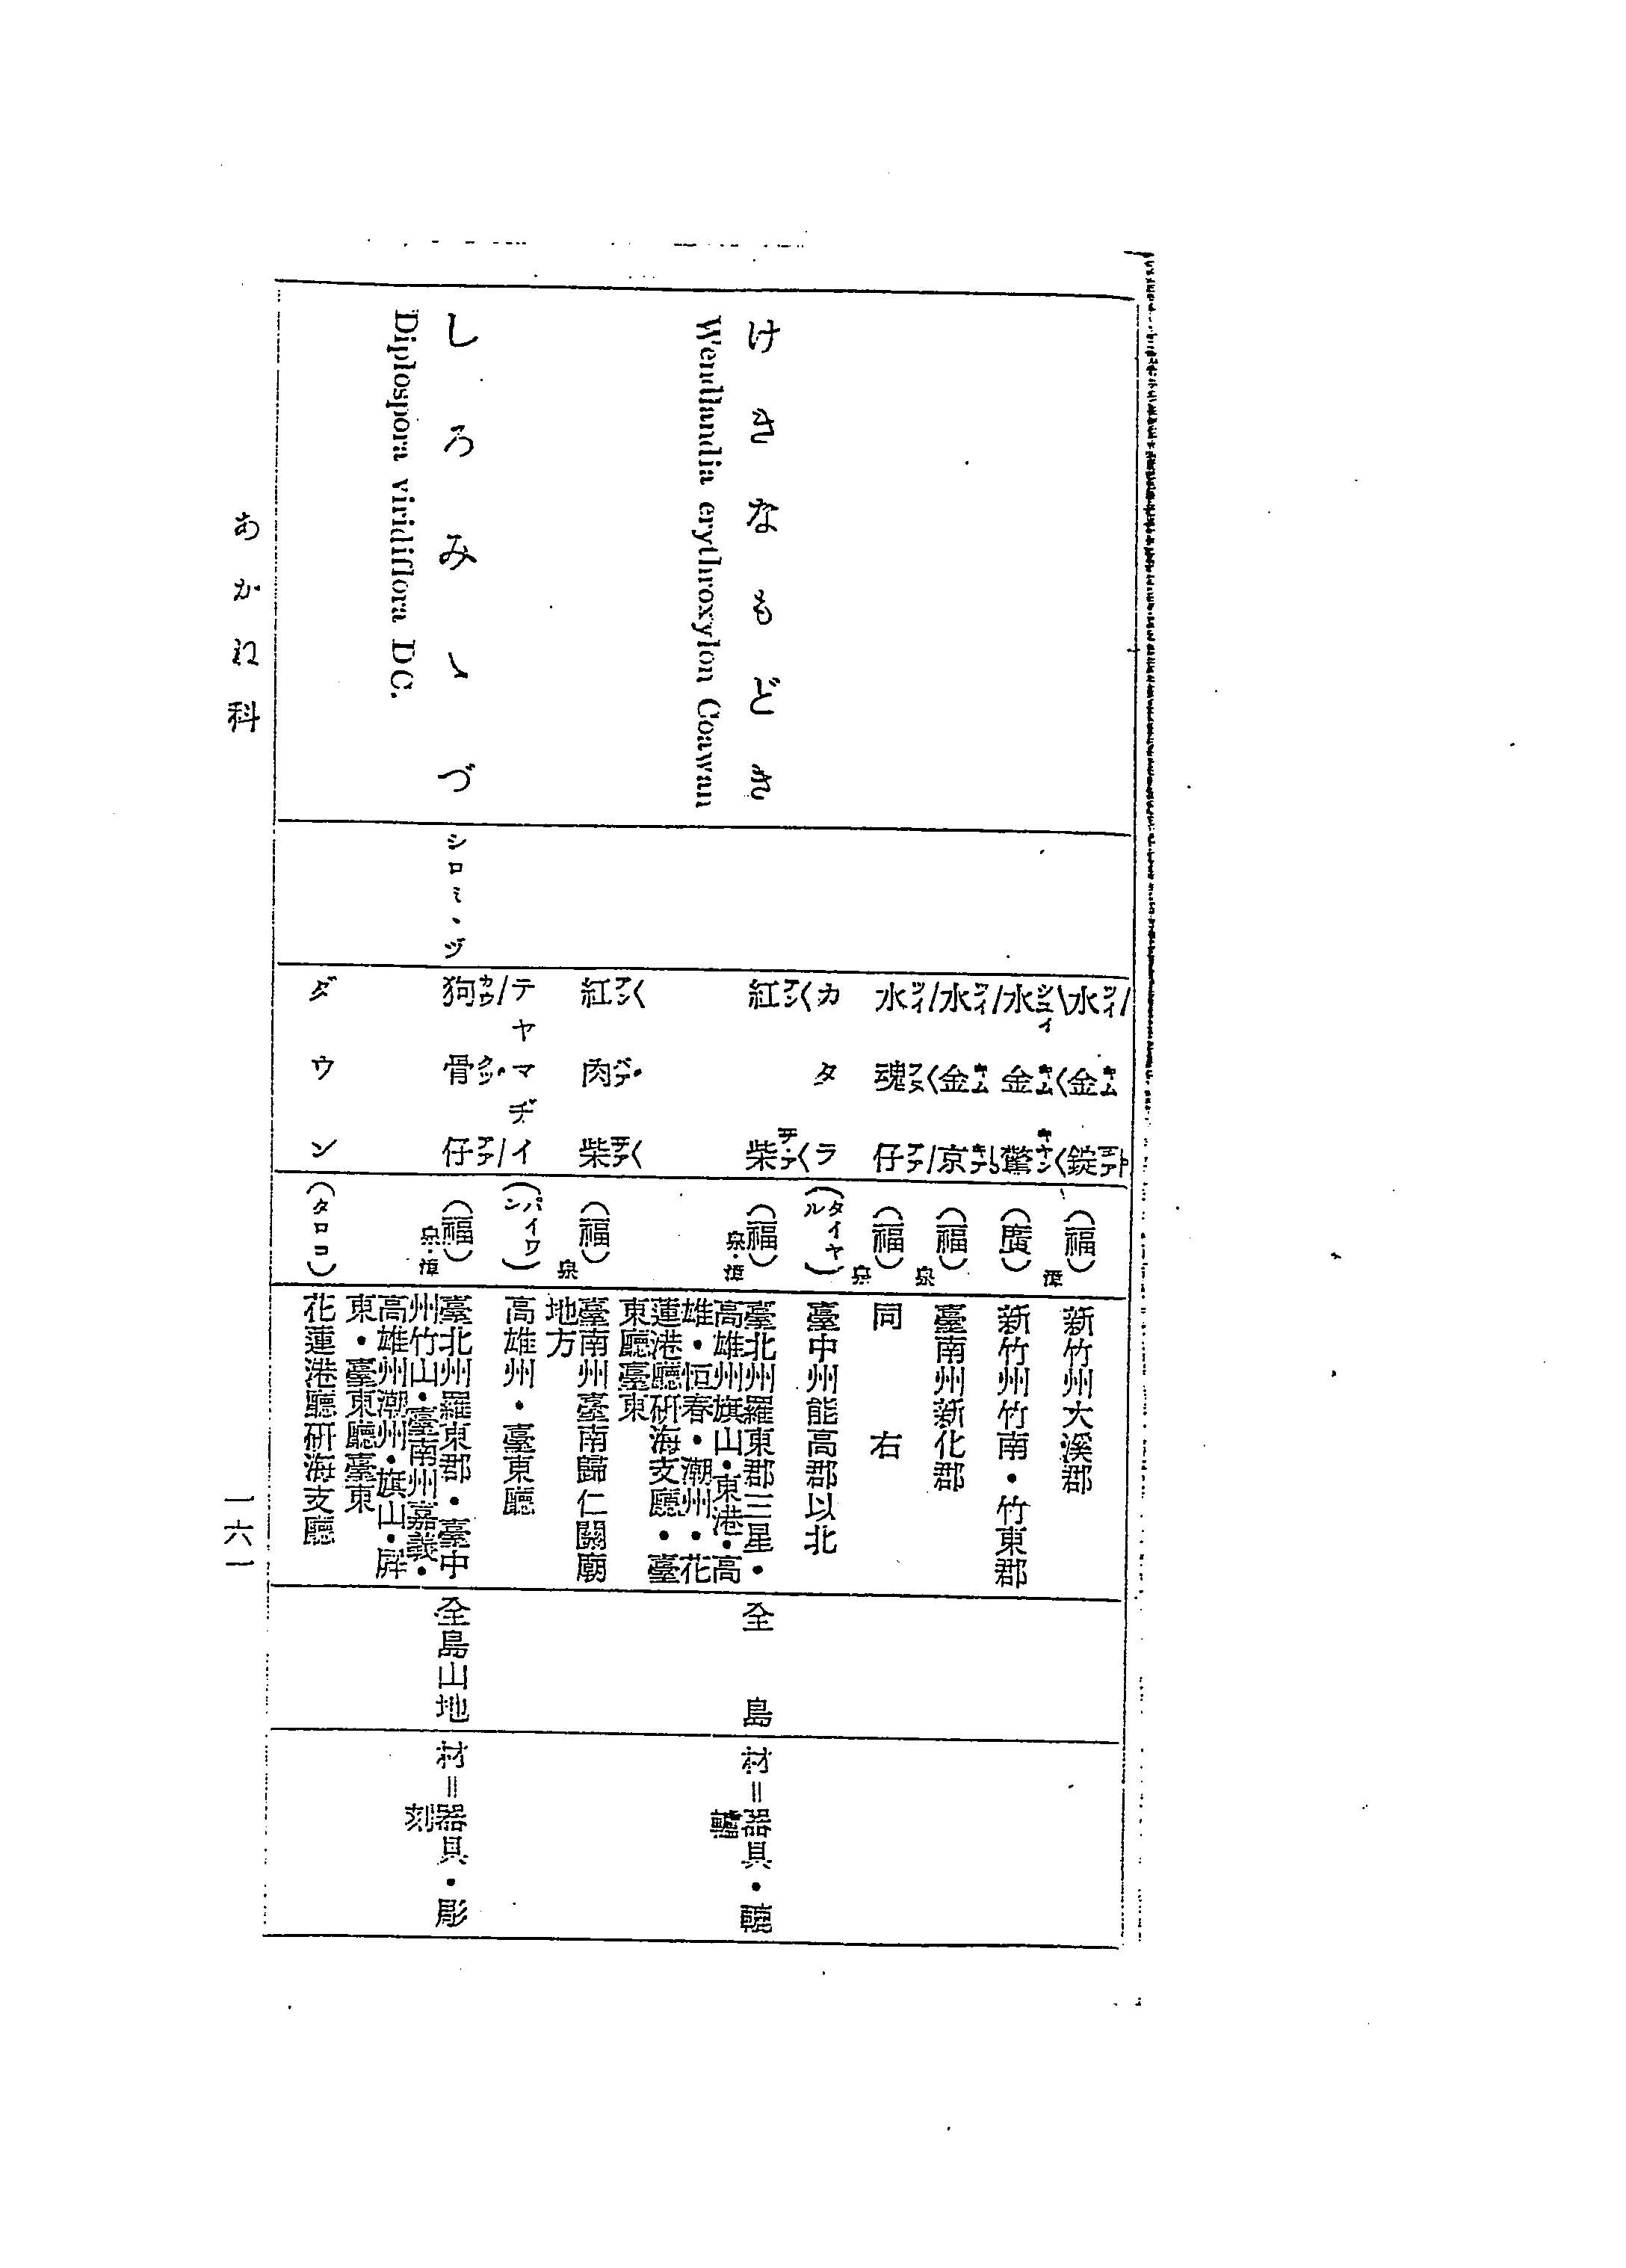 水金錠 (福)漳 新竹州大溪郡
水金驚 (廣) 新竹州竹南・竹東郡
水金京 (福)泉 臺南州新化郡
水魂仔 (福)泉 同右
カタラ (タイヤル) 臺中州能高郡以北
けきなもどき
Wendlandia erythroxylon Cowan
紅柴 (福)泉・漳 臺北州羅東郡三星・
高雄州旗山・東港・高
雄・恒春・潮州・花
蓮港廳研海支廳・臺
東廳臺東
全島
材=器具・轆
轤
紅肉柴 (福)泉 臺南州臺南歸仁關廟
地方
テヤマヂイ (パイワン) 高雄州・臺東廳
しろみゝづ
Diplospora viridiflora DC.
シロミヽヅ
狗骨仔 (福)泉・漳 臺北州羅東郡・臺中
州竹山・臺南州嘉義・
高雄州潮州・旗山・屏
東・臺東廳臺東
全島山地
材=器具・彫
刻
ダウン (タロコ) 花蓮港廳研海支廳
あかね科
一六一